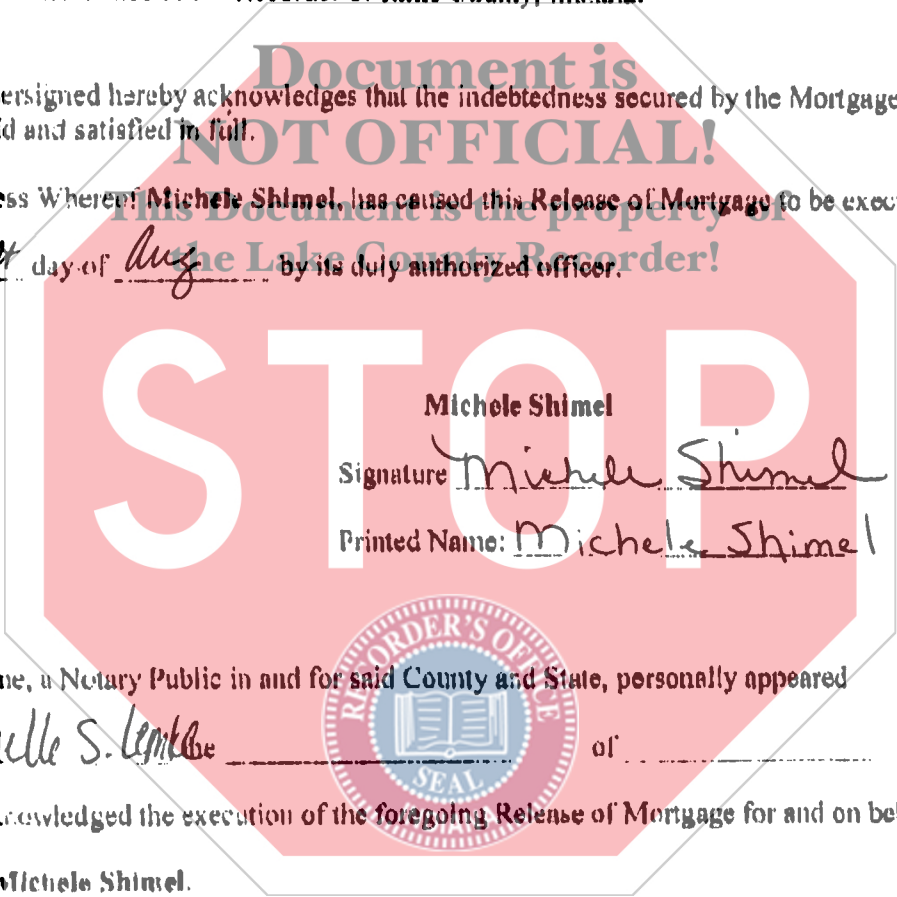 Document is
ersigned hereby acknowledges that the indebtedness secured by the Mortgage
d and satisfied in full.
NOT OFFICIAL!
ss Whereof Michele Shimel, has caused this Release of Mortgage to be exec
This Document is the property of
day of Aug by its duly authorized officer.
the Lake County Recorder!
STOP
Michele Shimel
Signature Michele Shimel
Printed Name: Michele Shimel
RECORDER'S OFFICE
ne, a Notary Public in and for said County and State, personally appeared
S. of
SEAL
owledged the execution of the foregoing Release of Mortgage for and on be
Michele Shimel.